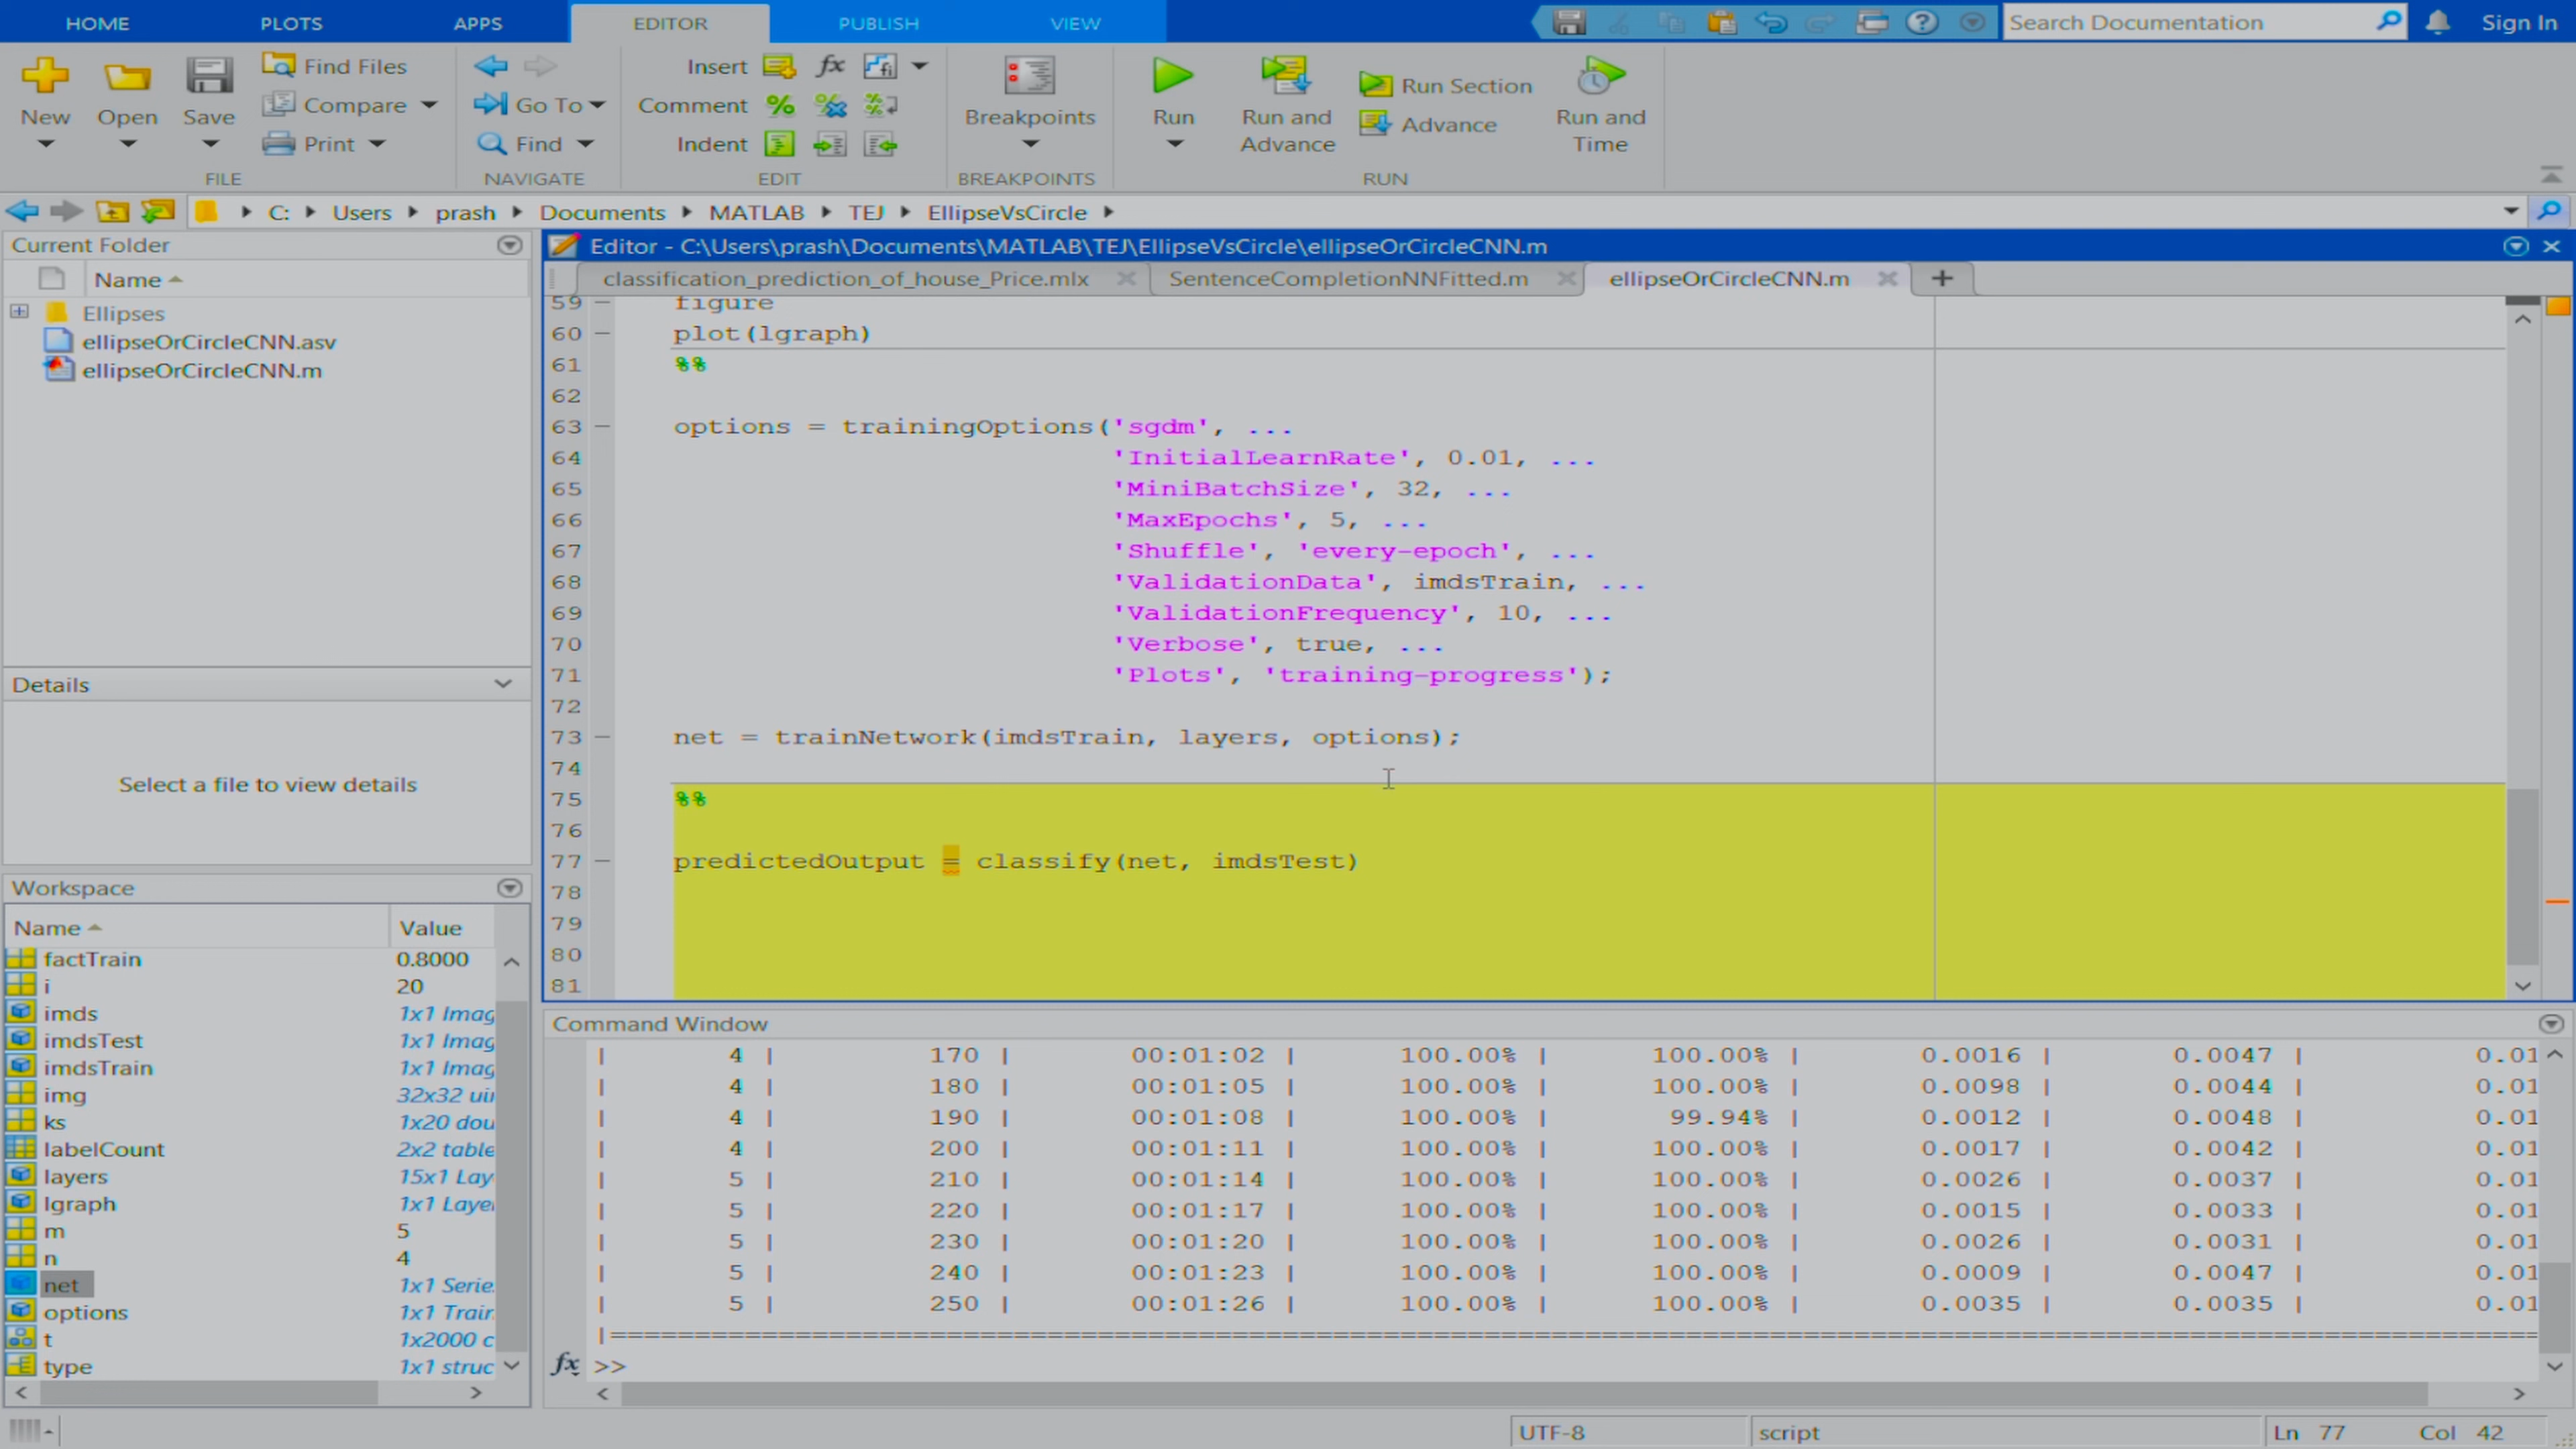 HOME PLOTS APPS EDITOR PUBLISH VIEW Search Documentation Sign In
New Open Save Find Files Compare Print
FILE
Go To Find
NAVIGATE
Insert fx
Comment
Indent
EDIT
Breakpoints
BREAKPOINTS
Run Run and Advance Run Section Advance Run and Time
RUN
C: Users prash Documents MATLAB TEJ EllipseVsCircle
Current Folder
Name
Ellipses
ellipseOrCircleCNN.asv
ellipseOrCircleCNN.m
Details
Select a file to view details
Workspace
Name Value
factTrain 0.8000
i 20
imds 1x1 Imag
imdsTest 1x1 Imag
imdsTrain 1x1 Imag
img 32x32 uin
ks 1x20 dou
labelCount 2x2 table
layers 15x1 Lay
lgraph 1x1 Laye
m 5
n 4
net 1x1 Serie
options 1x1 Train
t 1x2000 c
type 1x1 struc
Editor - C:\Users\prash\Documents\MATLAB\TEJ\EllipseVsCircle\ellipseOrCircleCNN.m
classification_prediction_of_house_Price.mlx SentenceCompletionNNFitted.m ellipseOrCircleCNN.m
59 figure
60 plot(lgraph)
61 %%
62
63 options = trainingOptions('sgdm', ...
64 'InitialLearnRate', 0.01, ...
65 'MiniBatchSize', 32, ...
66 'MaxEpochs', 5, ...
67 'Shuffle', 'every-epoch', ...
68 'ValidationData', imdsTrain, ...
69 'ValidationFrequency', 10, ...
70 'Verbose', true, ...
71 'Plots', 'training-progress');
72
73 net = trainNetwork(imdsTrain, layers, options);
74
75 %%
76
77 predictedOutput = classify(net, imdsTest)
78
79
80
81
Command Window
| 4 | 170 | 00:01:02 | 100.00% | 100.00% | 0.0016 | 0.0047 | 0.01
| 4 | 180 | 00:01:05 | 100.00% | 100.00% | 0.0098 | 0.0044 | 0.01
| 4 | 190 | 00:01:08 | 100.00% | 99.94% | 0.0012 | 0.0048 | 0.01
| 4 | 200 | 00:01:11 | 100.00% | 100.00% | 0.0017 | 0.0042 | 0.01
| 5 | 210 | 00:01:14 | 100.00% | 100.00% | 0.0026 | 0.0037 | 0.01
| 5 | 220 | 00:01:17 | 100.00% | 100.00% | 0.0015 | 0.0033 | 0.01
| 5 | 230 | 00:01:20 | 100.00% | 100.00% | 0.0026 | 0.0031 | 0.01
| 5 | 240 | 00:01:23 | 100.00% | 100.00% | 0.0009 | 0.0047 | 0.01
| 5 | 250 | 00:01:26 | 100.00% | 100.00% | 0.0035 | 0.0035 | 0.01
fx >>
UTF-8 script Ln 77 Col 42